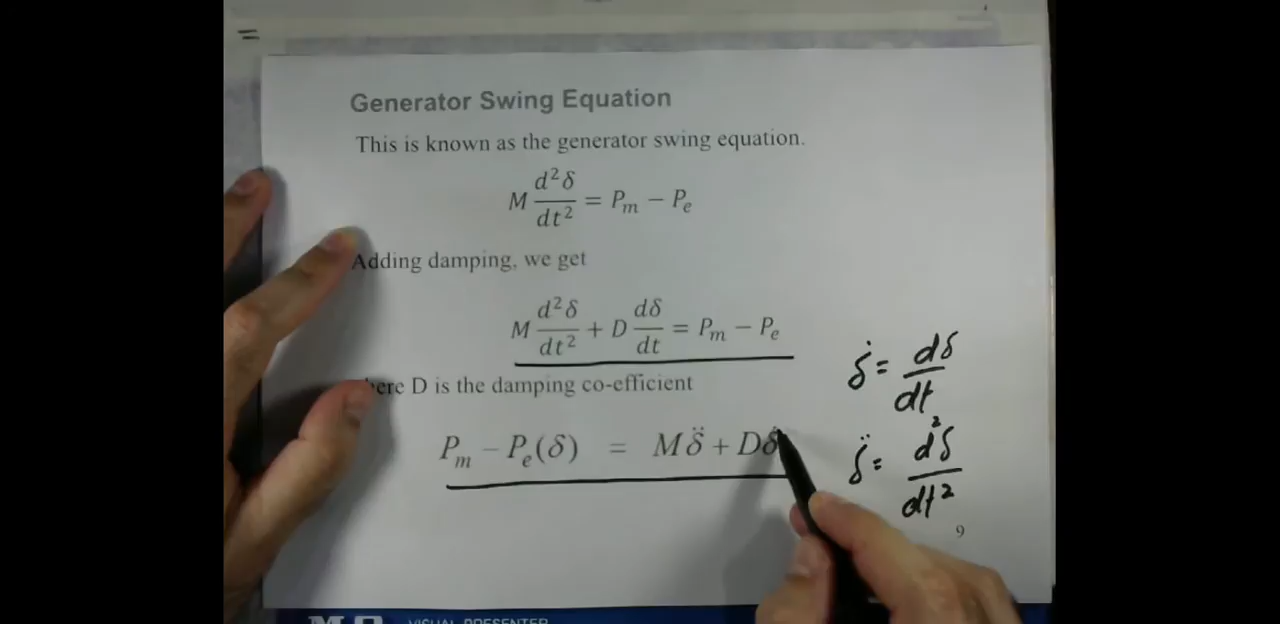 =
Generator Swing Equation
This is known as the generator swing equation.
M d²δ/dt² = Pₘ − Pₑ
Adding damping, we get
M d²δ/dt² + D dδ/dt = Pₘ − Pₑ
ere D is the damping co-efficient
Pₘ − Pₑ(δ) = Mδ̈ + Dδ̇
δ̇ = dδ/dt
δ̈ = d²δ/dt²
9
VISUAL PRESENTER